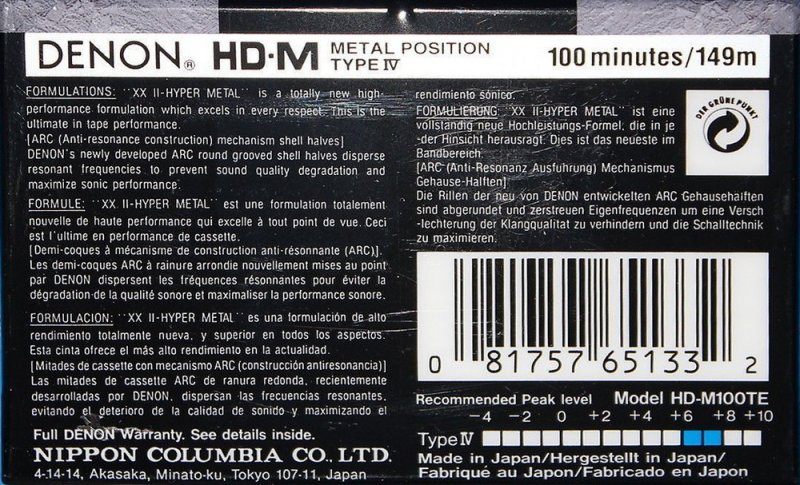 DENON® HD·M METAL POSITION TYPE IV 100 minutes/149m
FORMULATIONS: "XX II-HYPER METAL" is a totally new high-
performance formulation which excels in every respect. This is the
ultimate in tape performance.
[ARC (Anti-resonance construction) mechanism shell halves]
DENON's newly developed ARC round grooved shell halves disperse
resonant frequencies to prevent sound quality degradation and
maximize sonic performance.
FORMULE: "XX II-HYPER METAL" est une formulation totalement
nouvelle de haute performance qui excelle à tout point de vue. Ceci
est l'ultime en performance de cassette.
[Demi-coques à mécanisme de construction anti-résonnante (ARC)].
Les demi-coques ARC à rainure arrondie nouvellement mises au point
par DENON dispersent les fréquences résonnantes pour éviter la
dégradation de la qualité sonore et maximaliser la performance sonore.
FORMULACION: "XX II-HYPER METAL" es una formulación de alto
rendimiento totalmente nueva, y superior en todos los aspectos.
Esta cinta ofrece el más alto rendimiento en la actualidad.
[Mitades de cassette con mecanismo ARC (construcción antiresonancia)]
Las mitades de cassette ARC de ranura redonda, recientemente
desarrolladas por DENON, dispersan las frecuencias resonantes,
evitando el deterioro de la calidad de sonido y maximizando el
rendimiento sónico.
FORMULIERUNG: "XX II-HYPER METAL" ist eine
vollständig neue Hochleistungs-Formel, die in je
-der Hinsicht herausragt. Dies ist das neueste im
Bandbereich.
[ARC (Anti-Resonanz Ausfuhrung) Mechanismus
Gehause-Halften]
Die Rillen der neu von DENON entwickelten ARC Gehausehäiften
sind abgerundet und zerstreuen Eigenfrequenzen um eine Versch
-lechterung der Klangqualitat zu verhindern und die Schalltechnik
zu maximieren.
DER GRÜNE PUNKT
0 81757 65133 2
Recommended Peak level Model HD-M100TE
-4 -2 0 +2 +4 +6 +8 +10
Type IV
Full DENON Warranty. See details inside.
NIPPON COLUMBIA CO., LTD.
4-14-14, Akasaka, Minato-ku, Tokyo 107-11, Japan
Made in Japan/Hergestellt in Japan/
Fabriqué au Japon/Fabricado en Japon